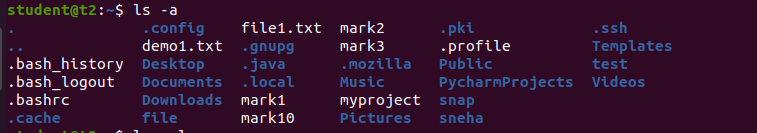 student@t2:~$ ls -a
. .config file1.txt mark2 .pki .ssh
.. demo1.txt .gnupg mark3 .profile Templates
.bash_history Desktop .java .mozilla Public test
.bash_logout Documents .local Music PycharmProjects Videos
.bashrc Downloads mark1 myproject snap
.cache file mark10 Pictures sneha